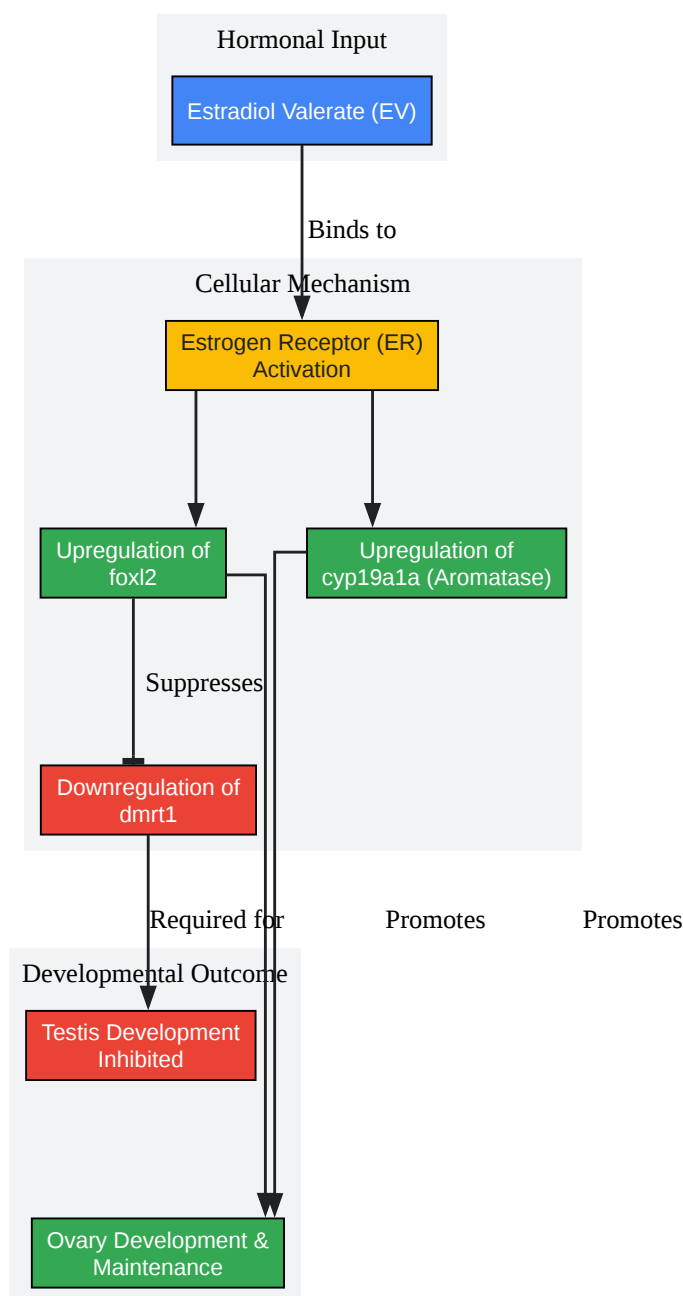 Hormonal Input
Estradiol Valerate (EV)
Binds to
Cellular Mechanism
Estrogen Receptor (ER)
Activation
Upregulation of
foxl2
Upregulation of
cyp19a1a (Aromatase)
Suppresses
Downregulation of
dmrt1
Required for
Promotes
Promotes
Developmental Outcome
Testis Development
Inhibited
Ovary Development &
Maintenance